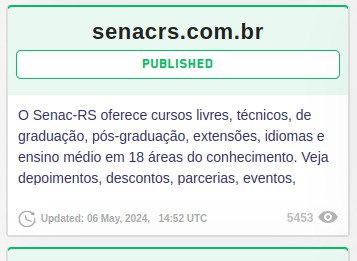 senacrs.com.br
PUBLISHED
O Senac-RS oferece cursos livres, técnicos, de
graduação, pós-graduação, extensões, idiomas e
ensino médio em 18 áreas do conhecimento. Veja
depoimentos, descontos, parcerias, eventos,
Updated: 06 May, 2024, 14:52 UTC 5453